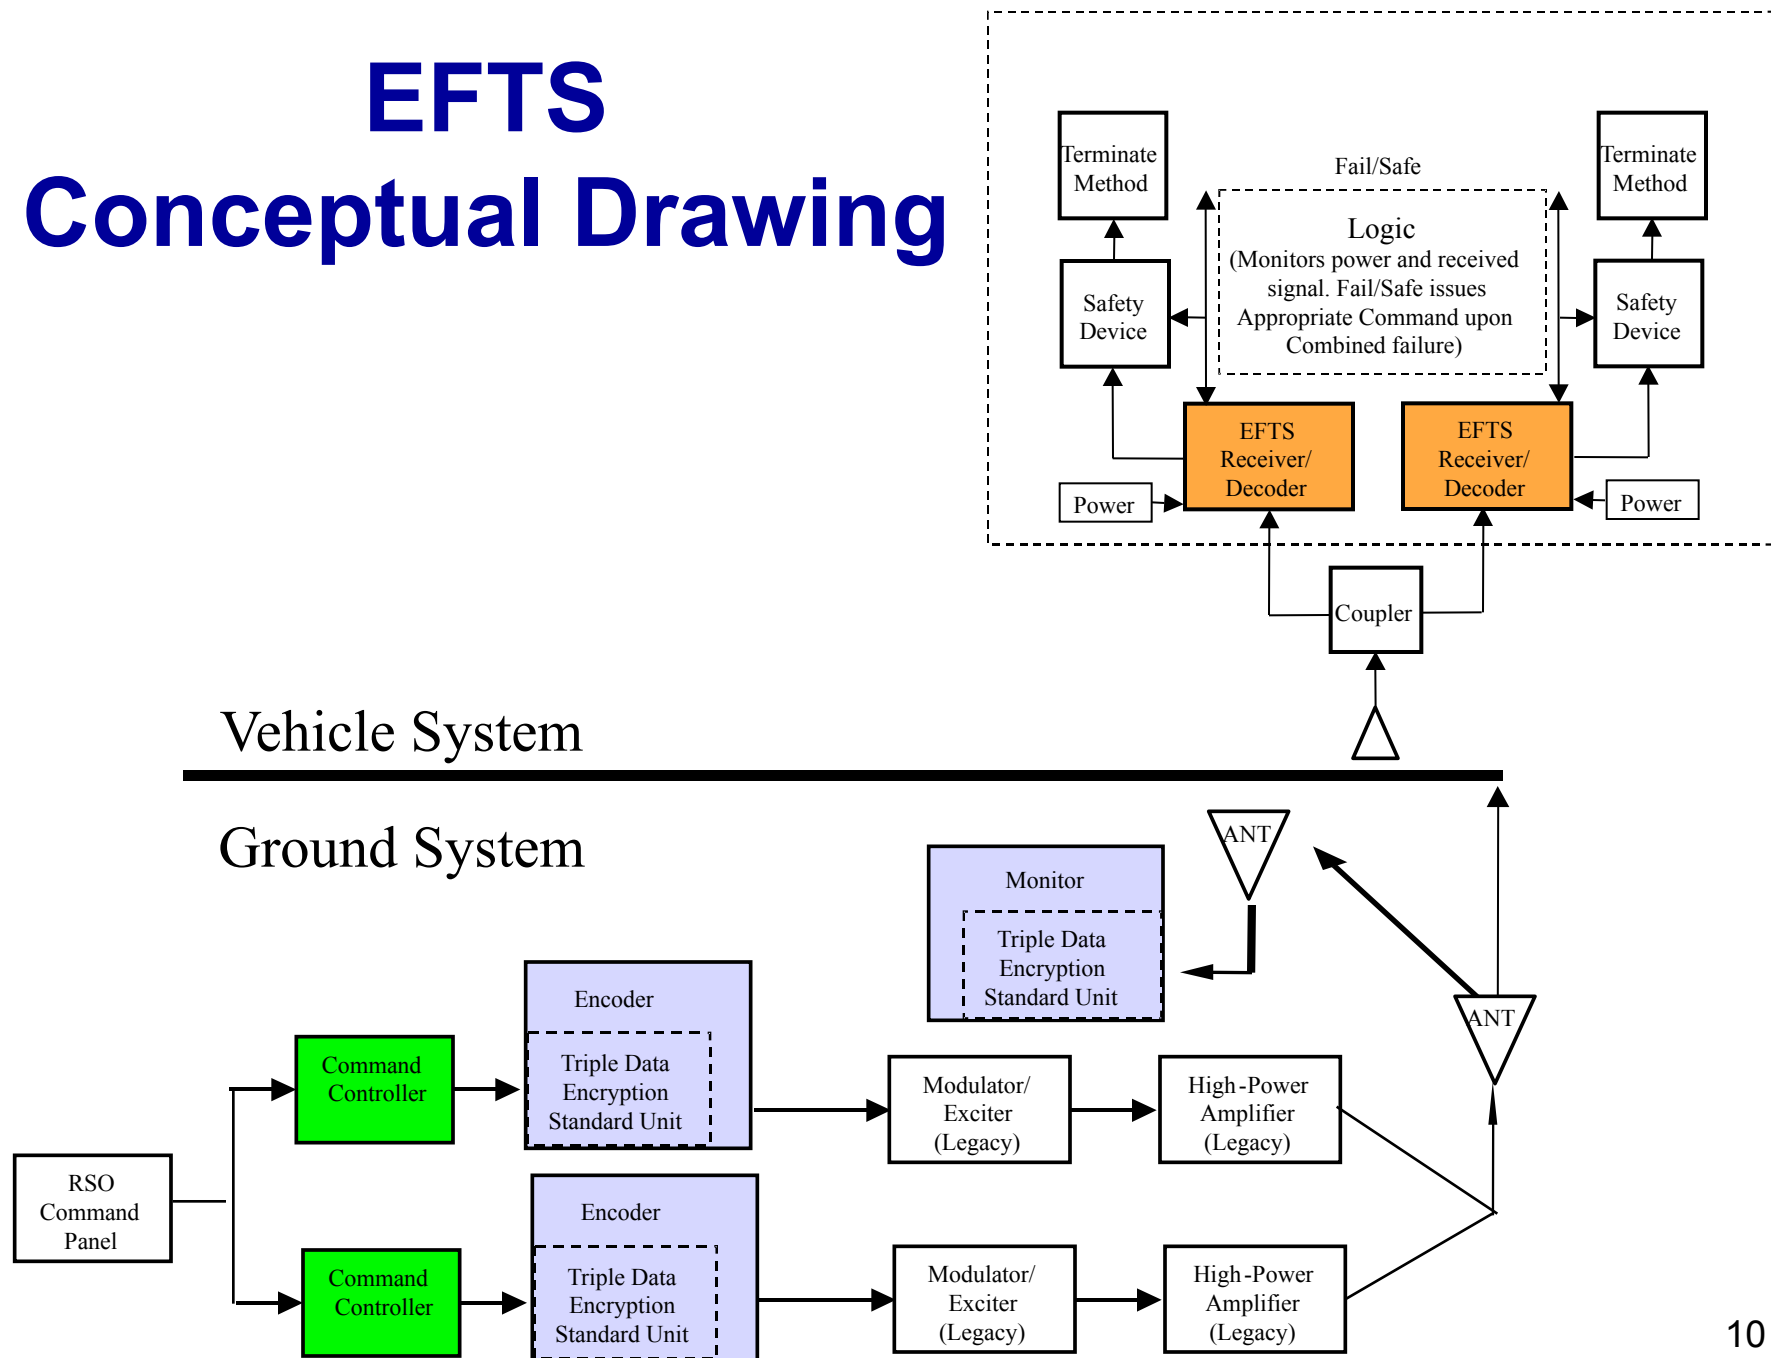 EFTS
Conceptual Drawing
Terminate
Method
Fail/Safe
Terminate
Method
Logic
(Monitors power and received
signal. Fail/Safe issues
Appropriate Command upon
Combined failure)
Safety
Device
Safety
Device
EFTS
Receiver/
Decoder
EFTS
Receiver/
Decoder
Power
Power
Coupler
Vehicle System
Ground System
ANT
Monitor
Triple Data
Encryption
Standard Unit
ANT
Encoder
Triple Data
Encryption
Standard Unit
Command
Controller
Modulator/
Exciter
(Legacy)
High-Power
Amplifier
(Legacy)
RSO
Command
Panel
Encoder
Triple Data
Encryption
Standard Unit
Command
Controller
Modulator/
Exciter
(Legacy)
High-Power
Amplifier
(Legacy)
10